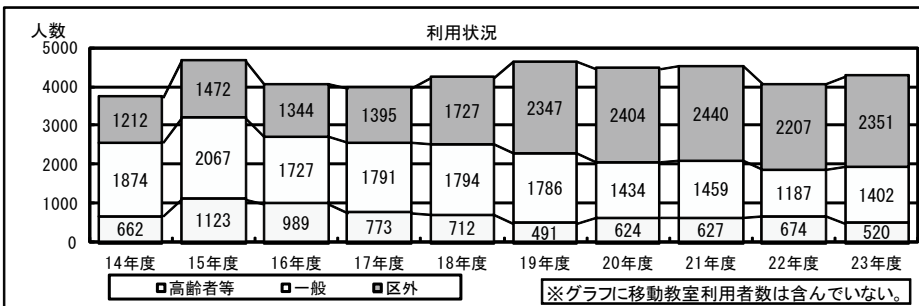 人数
利用状況
5000
4000
3000
2000
1000
0
1212 1472 1344 1395 1727 2347 2404 2440 2207 2351
1874 2067 1727 1791 1794 1786 1434 1459 1187 1402
662 1123 989 773 712 491 624 627 674 520
14年度 15年度 16年度 17年度 18年度 19年度 20年度 21年度 22年度 23年度
高齢者等 一般 区外
※グラフに移動教室利用者数は含んでいない。